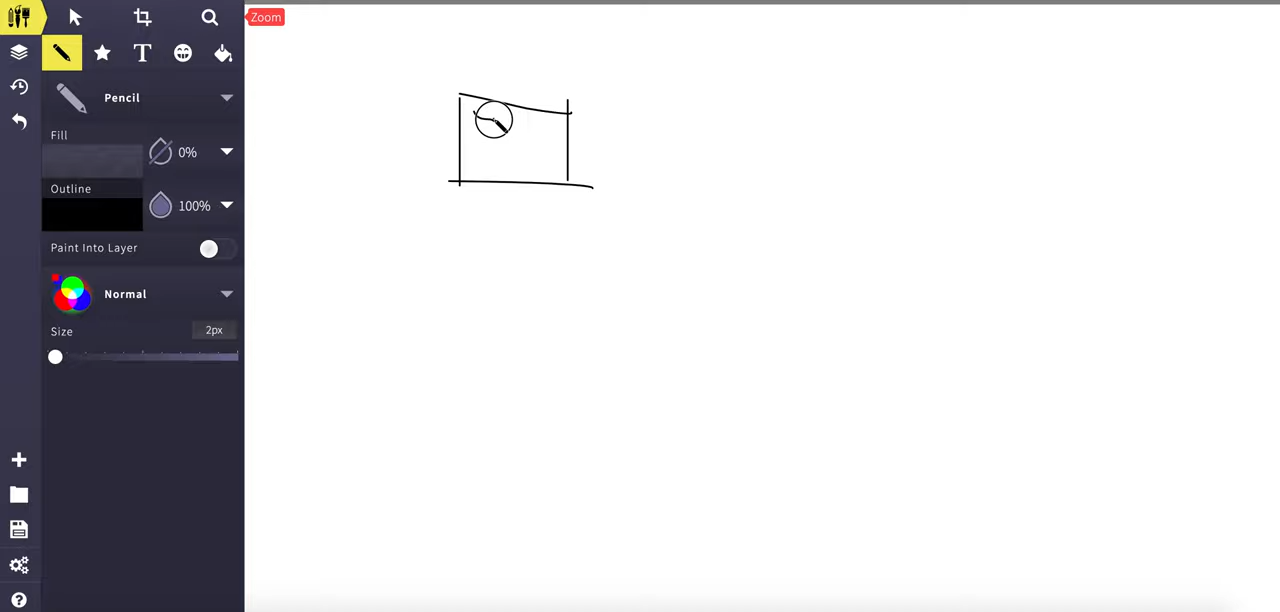 Zoom
T
Pencil
Fill
0%
Outline
100%
Paint Into Layer
Normal
Size
2px
?